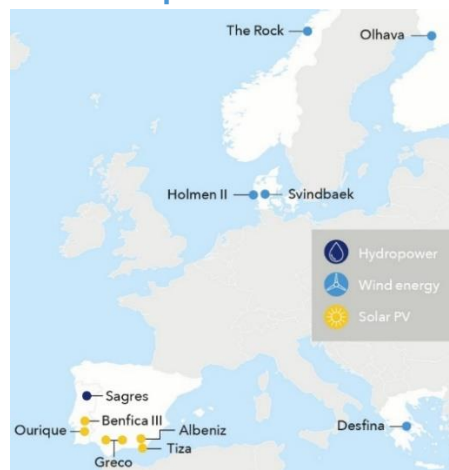 The Rock
Olhava
Holmen II
Svindbaek
Hydropower
Wind energy
Solar PV
Sagres
Benfica III
Ourique
Albeniz
Desfina
Tiza
Greco